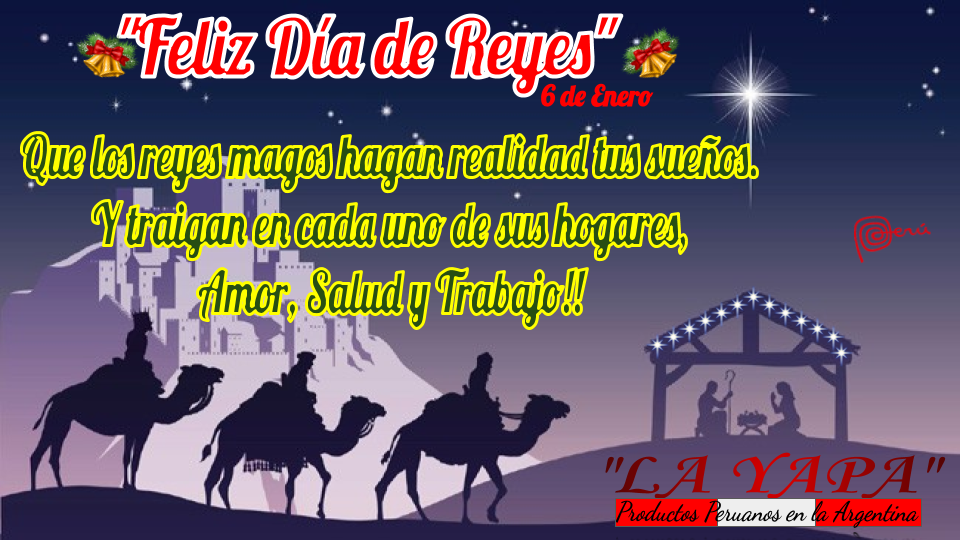 "Feliz Día de Reyes"
6 de Enero
Que los reyes magos hagan realidad tus sueños.
Y traigan en cada uno de sus hogares,
Amor, Salud y Trabajo!!
Perú
"LA YAPA"
Productos Peruanos en la Argentina